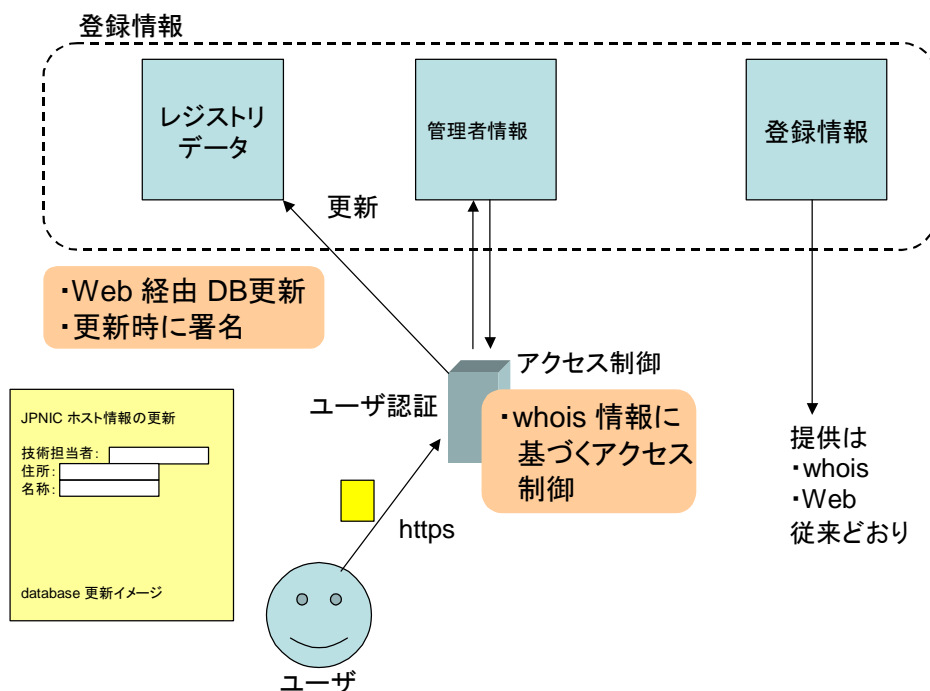 登録情報
レジストリ
データ
管理者情報
登録情報
更新
・Web 経由 DB更新
・更新時に署名
アクセス制御
ユーザ認証
・whois 情報に
基づくアクセス
制御
提供は
・whois
・Web
従来どおり
JPNIC ホスト情報の更新
技術担当者:
住所:
名称:
database 更新イメージ
https
ユーザ